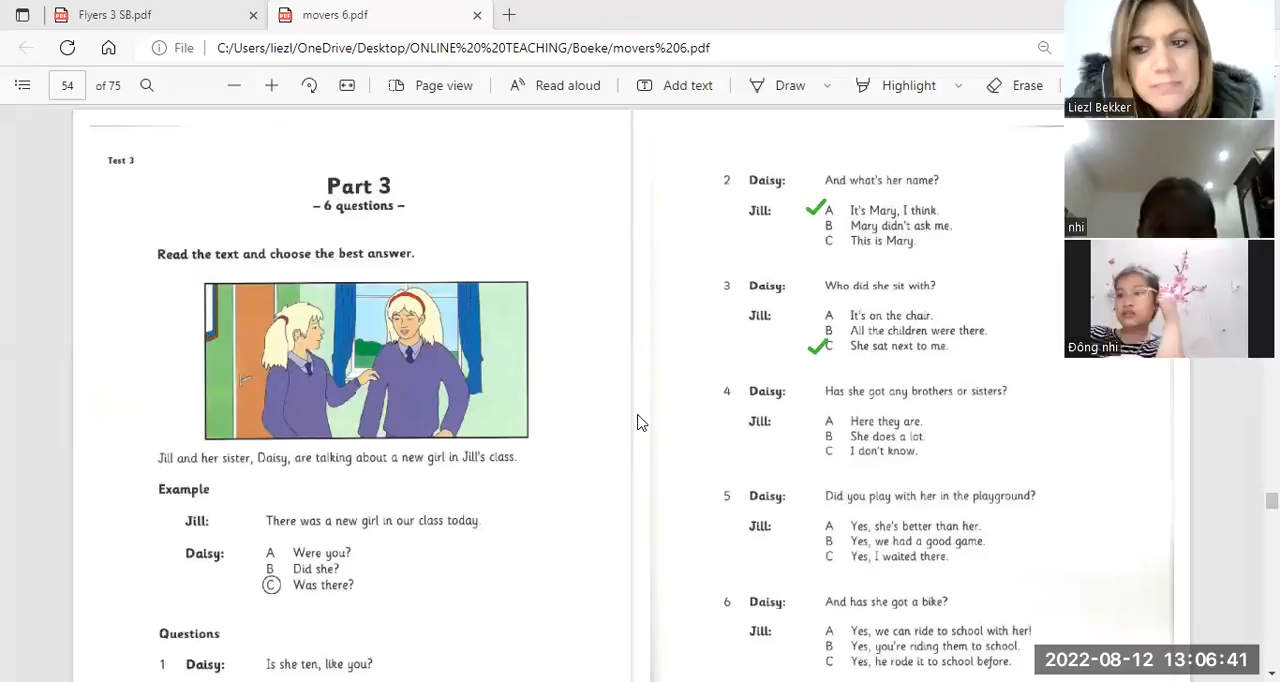 Flyers 3 SB.pdf
movers 6.pdf
File C:/Users/liezl/OneDrive/Desktop/ONLINE%20%20TEACHING/Boeke/movers%206.pdf
54 of 75 Page view Read aloud Add text Draw Highlight Erase
Liezl Bekker
nhi
Đông nhi
Test 3
Part 3
– 6 questions –
Read the text and choose the best answer.
Jill and her sister, Daisy, are talking about a new girl in Jill's class.
Example
Jill: There was a new girl in our class today.
Daisy: A Were you?
B Did she?
C Was there?
Questions
1 Daisy: Is she ten, like you?
2 Daisy: And what's her name?
Jill: A It's Mary, I think.
B Mary didn't ask me.
C This is Mary.
3 Daisy: Who did she sit with?
Jill: A It's on the chair.
B All the children were there.
C She sat next to me.
4 Daisy: Has she got any brothers or sisters?
Jill: A Here they are.
B She does a lot.
C I don't know.
5 Daisy: Did you play with her in the playground?
Jill: A Yes, she's better than her.
B Yes, we had a good game.
C Yes, I waited there.
6 Daisy: And has she got a bike?
Jill: A Yes, we can ride to school with her!
B Yes, you're riding them to school.
C Yes, he rode it to school before.
2022-08-12 13:06:41